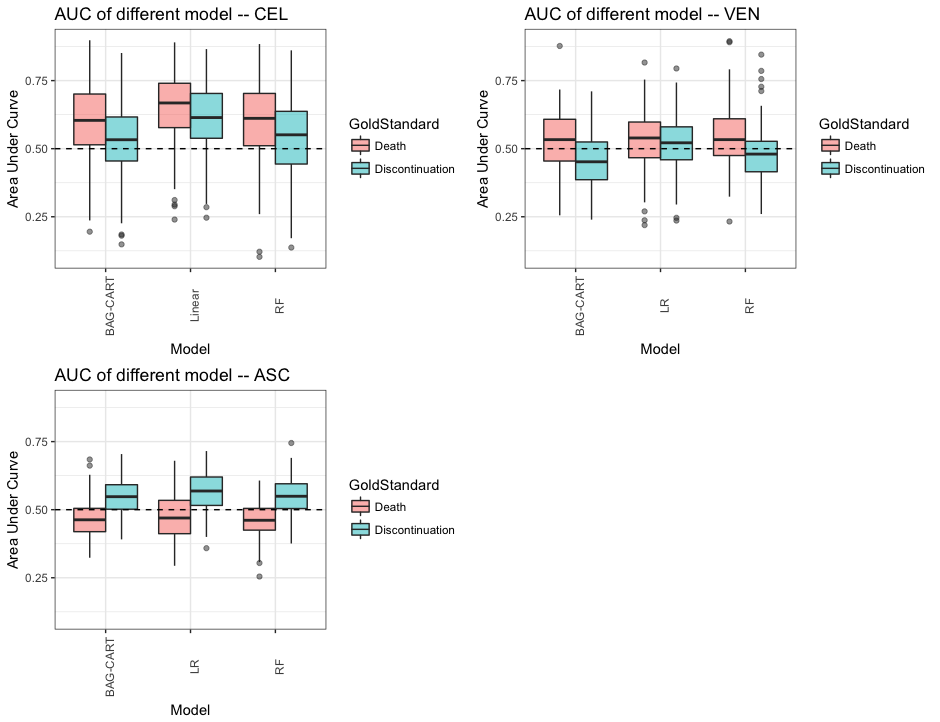 AUC of different model -- CEL
Area Under Curve
0.75
0.50
0.25
BAG-CART
Linear
RF
Model
GoldStandard
Death
Discontinuation
AUC of different model -- VEN
Area Under Curve
0.75
0.50
0.25
BAG-CART
LR
RF
Model
GoldStandard
Death
Discontinuation
AUC of different model -- ASC
Area Under Curve
0.75
0.50
0.25
BAG-CART
LR
RF
Model
GoldStandard
Death
Discontinuation